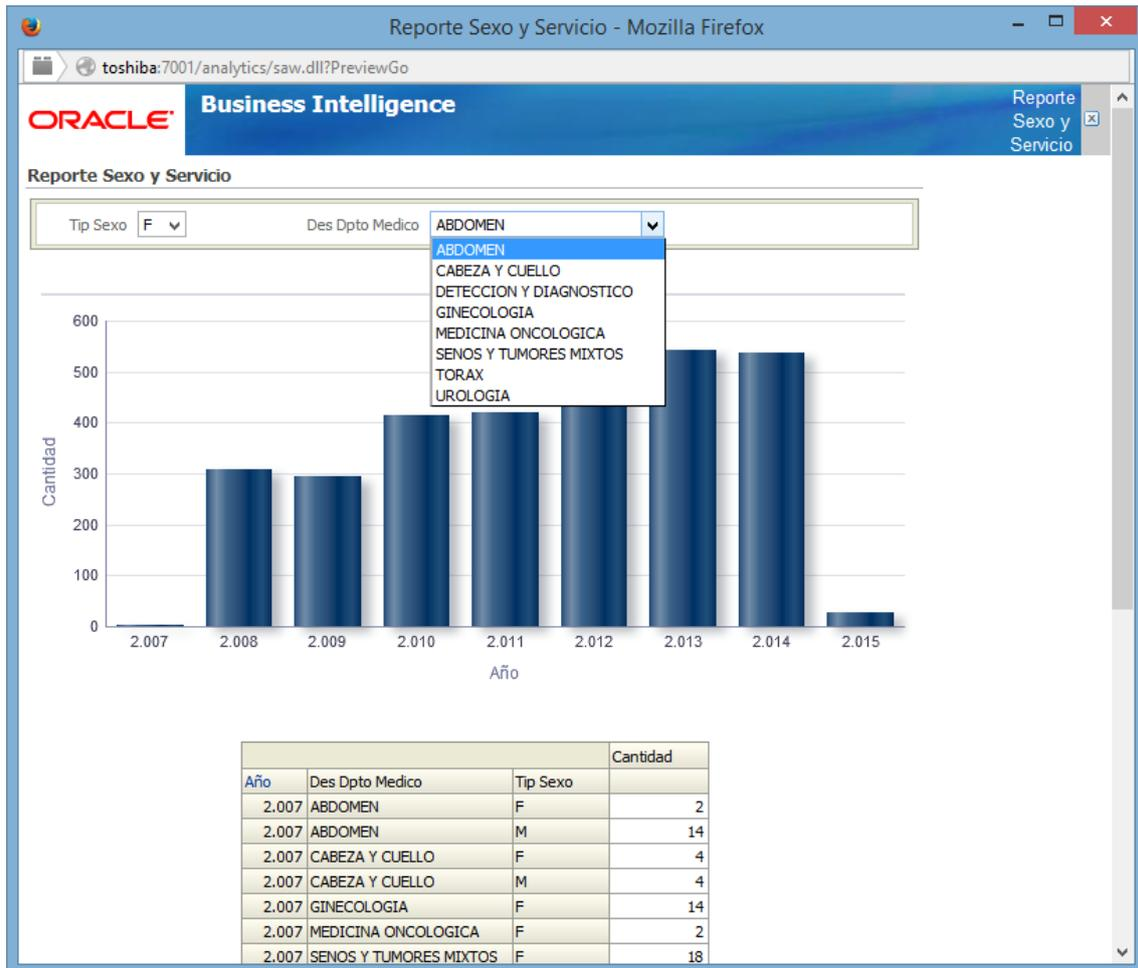 Reporte Sexo y Servicio - Mozilla Firefox
toshiba:7001/analytics/saw.dll?PreviewGo
ORACLE
Business Intelligence
Reporte
Sexo y
Servicio
Reporte Sexo y Servicio
Tip Sexo F
Des Dpto Medico ABDOMEN
ABDOMEN
CABEZA Y CUELLO
DETECCION Y DIAGNOSTICO
GINECOLOGIA
MEDICINA ONCOLOGICA
SENOS Y TUMORES MIXTOS
TORAX
UROLOGIA
600
500
400
300
200
100
0
Cantidad
2.007 2.008 2.009 2.010 2.011 2.012 2.013 2.014 2.015
Año
Cantidad
Año Des Dpto Medico Tip Sexo
2.007 ABDOMEN F 2
2.007 ABDOMEN M 14
2.007 CABEZA Y CUELLO F 4
2.007 CABEZA Y CUELLO M 4
2.007 GINECOLOGIA F 14
2.007 MEDICINA ONCOLOGICA F 2
2.007 SENOS Y TUMORES MIXTOS F 18